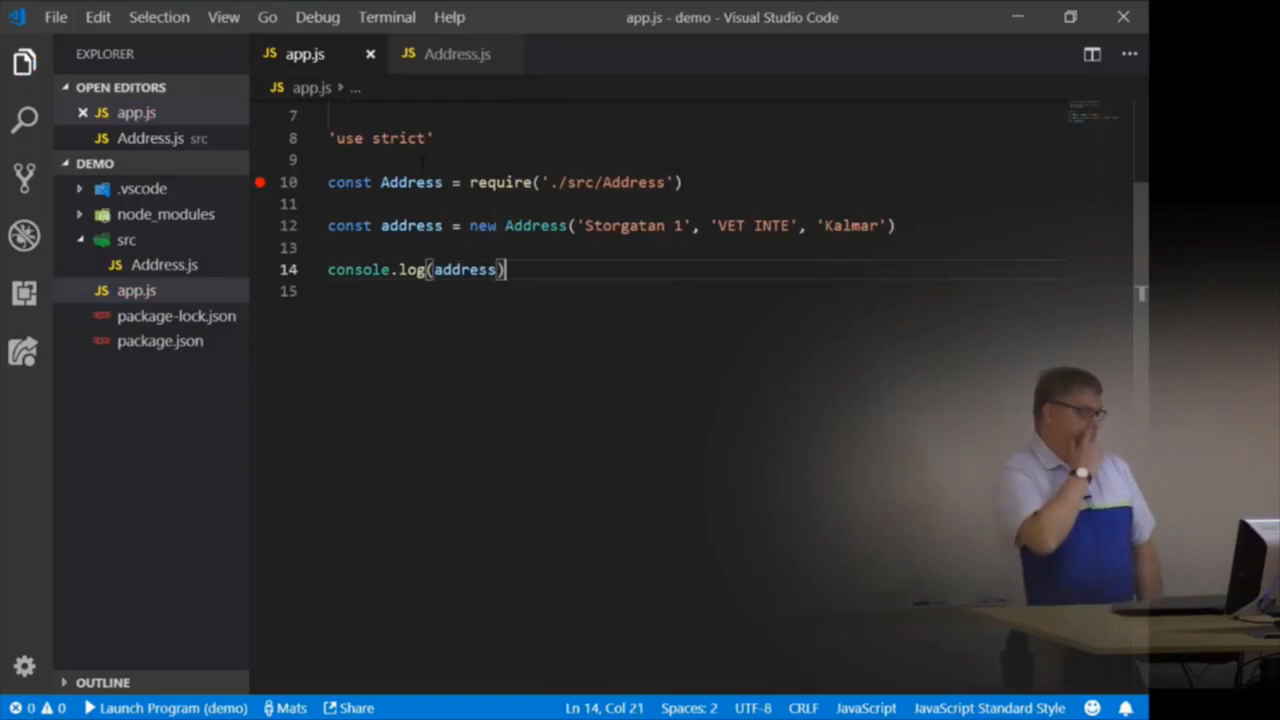 File Edit Selection View Go Debug Terminal Help app.js - demo - Visual Studio Code
EXPLORER
OPEN EDITORS
app.js
Address.js src
DEMO
.vscode
node_modules
src
Address.js
app.js
package-lock.json
package.json
OUTLINE
JS app.js JS Address.js
JS app.js ...
7
8 'use strict'
9
10 const Address = require('./src/Address')
11
12 const address = new Address('Storgatan 1', 'VET INTE', 'Kalmar')
13
14 console.log(address)
15
0 0 Launch Program (demo) Mats Share Ln 14, Col 21 Spaces: 2 UTF-8 CRLF JavaScript JavaScript Standard Style